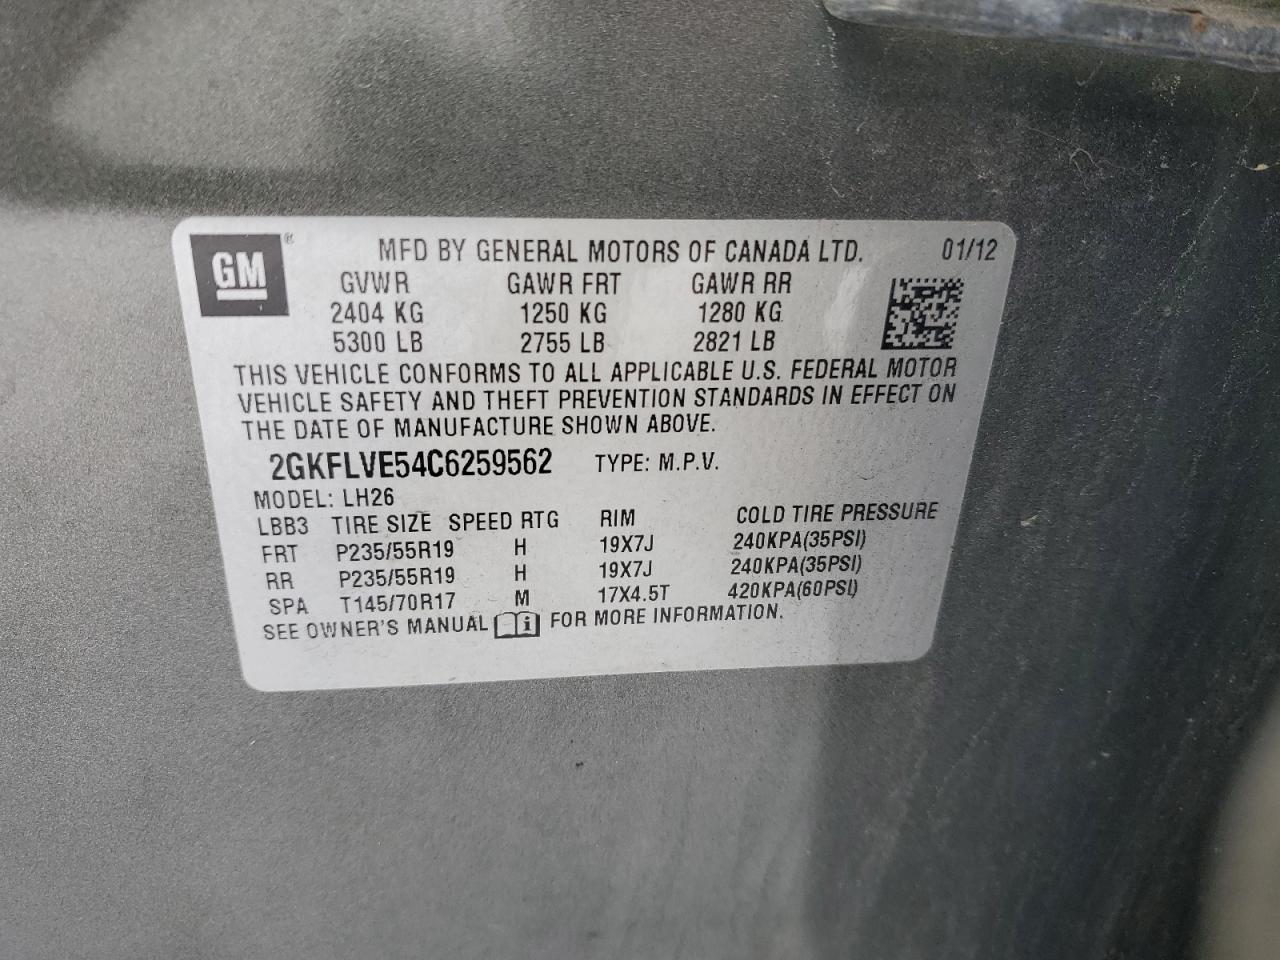 GM ® MFD BY GENERAL MOTORS OF CANADA LTD. 01/12
GVWR GAWR FRT GAWR RR
2404 KG 1250 KG 1280 KG
5300 LB 2755 LB 2821 LB
THIS VEHICLE CONFORMS TO ALL APPLICABLE U.S. FEDERAL MOTOR
VEHICLE SAFETY AND THEFT PREVENTION STANDARDS IN EFFECT ON
THE DATE OF MANUFACTURE SHOWN ABOVE.
2GKFLVE54C6259562 TYPE: M.P.V.
MODEL: LH26
LBB3 TIRE SIZE SPEED RTG RIM COLD TIRE PRESSURE
FRT P235/55R19 H 19X7J 240KPA(35PSI)
RR P235/55R19 H 19X7J 240KPA(35PSI)
SPA T145/70R17 M 17X4.5T 420KPA(60PSI)
SEE OWNER'S MANUAL i FOR MORE INFORMATION.